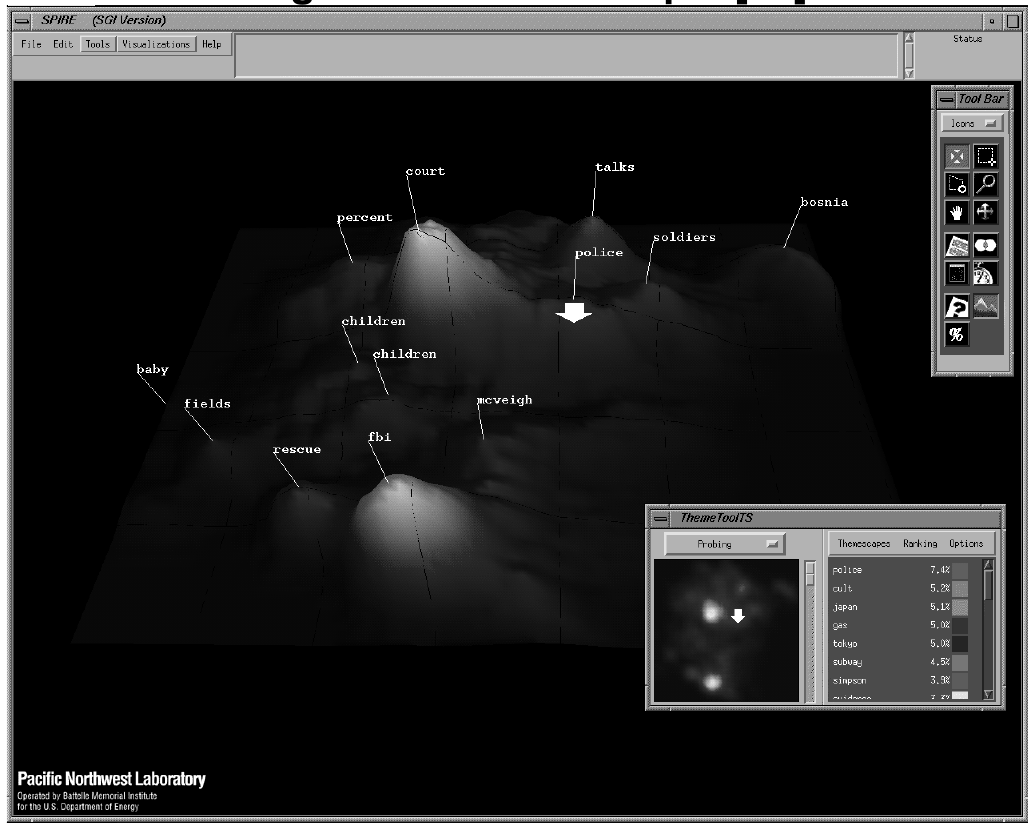 SPIRE (SGI Version)
File Edit Tools Visualizations Help
Status
Tool Bar
Icons
court
talks
percent
bosnia
soldiers
police
children
children
baby
fields
mcveigh
fbi
rescue
%
ThemeToolTS
Probing
Themescapes Ranking Options
police 7.4%
cult 5.2%
japan 5.1%
gas 5.0%
tokyo 5.0%
subway 4.5%
simpson 3.9%
Pacific Northwest Laboratory
Operated by Battelle Memorial Institute
for the U.S. Department of Energy